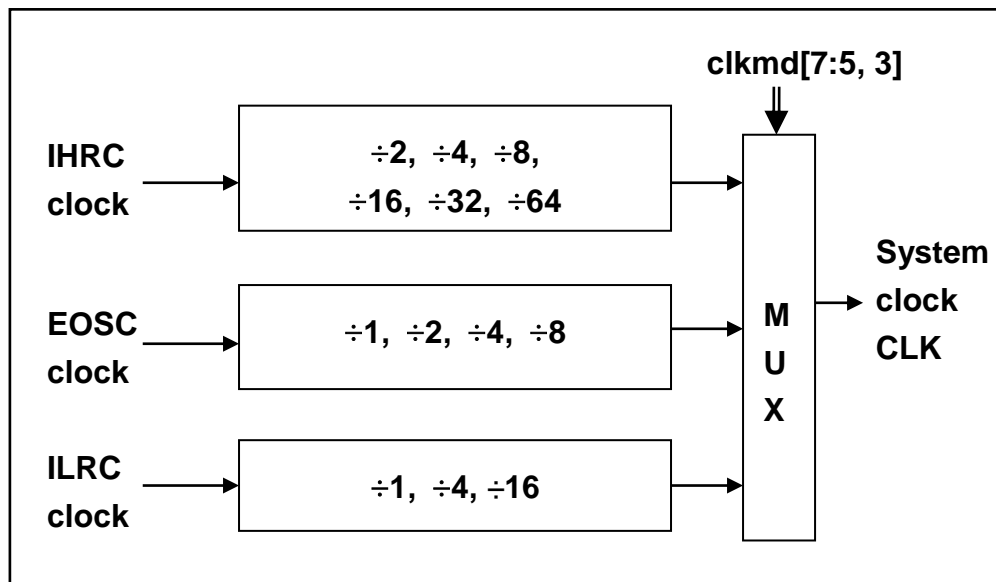 clkmd[7:5, 3]
IHRC
clock
÷2, ÷4, ÷8,
÷16, ÷32, ÷64
EOSC
clock
÷1, ÷2, ÷4, ÷8
ILRC
clock
÷1, ÷4, ÷16
M
U
X
System
clock
CLK